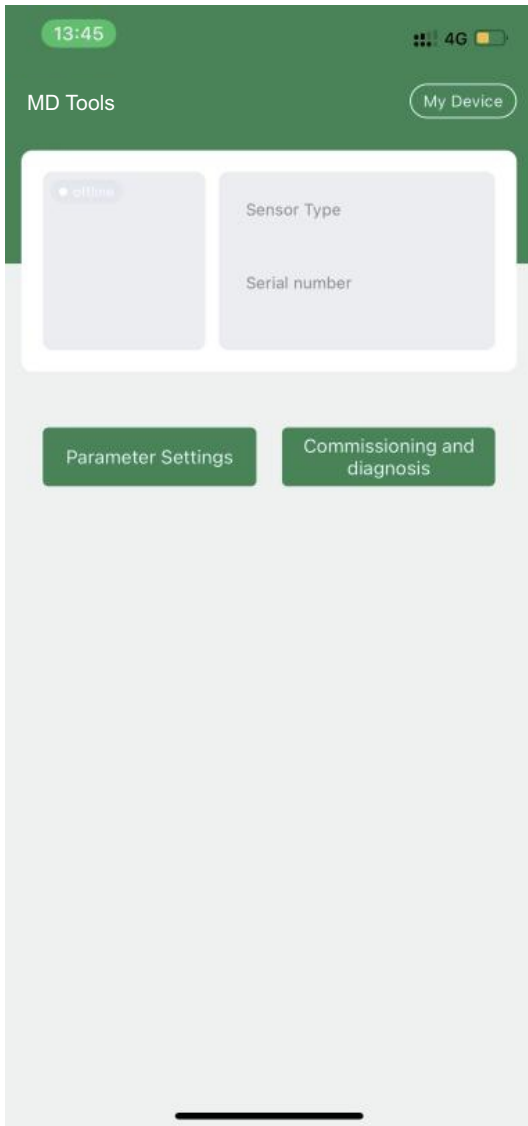 13:45
4G
MD Tools
My Device
offline
Sensor Type
Serial number
Parameter Settings
Commissioning and
diagnosis